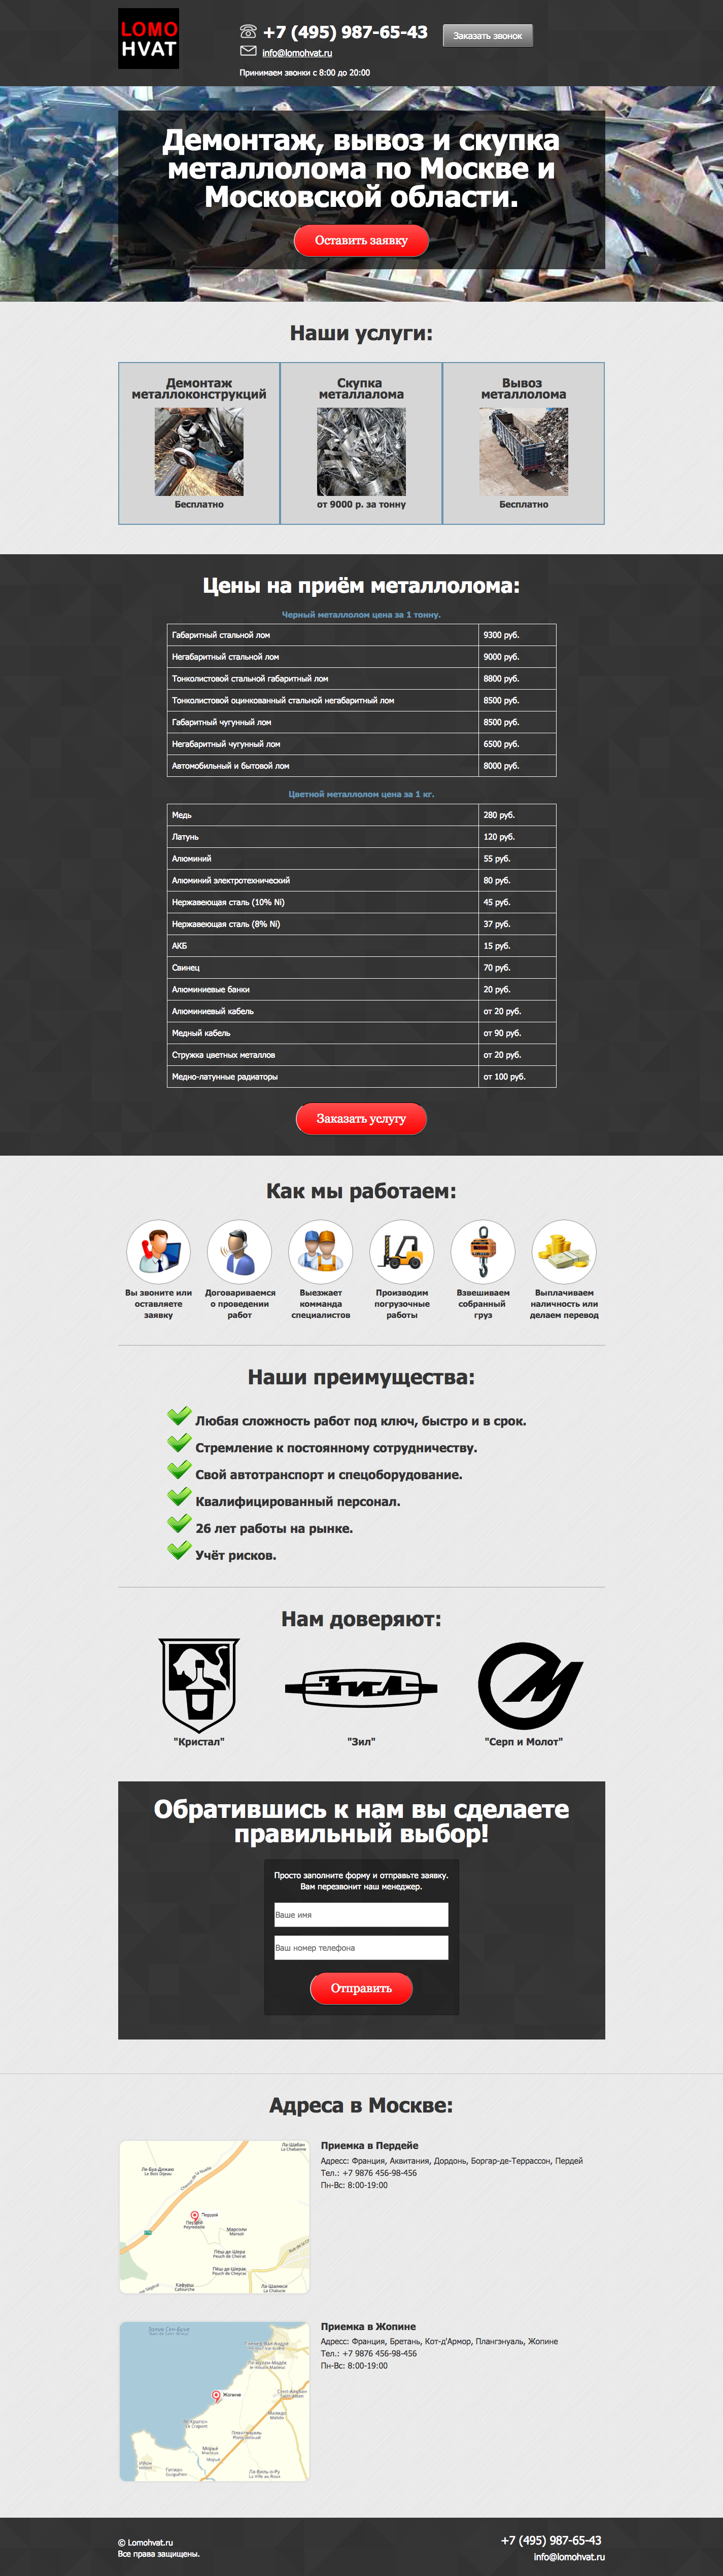 LOMO
HVAT
+7 (495) 987-65-43
Заказать звонок
info@lomohvat.ru
Принимаем звонки с 8:00 до 20:00
Демонтаж, вывоз и скупка
металлолома по Москве и
Московской области.
Оставить заявку
Наши услуги:
Демонтаж
металлоконструкций
Бесплатно
Скупка
металлалома
от 9000 р. за тонну
Вывоз
металлолома
Бесплатно
Цены на приём металлолома:
Черный металлолом цена за 1 тонну.
Габаритный стальной лом 9300 руб.
Негабаритный стальной лом 9000 руб.
Тонколистовой стальной габаритный лом 8800 руб.
Тонколистовой оцинкованный стальной негабаритный лом 8500 руб.
Габаритный чугунный лом 8500 руб.
Негабаритный чугунный лом 6500 руб.
Автомобильный и бытовой лом 8000 руб.
Цветной металлолом цена за 1 кг.
Медь 280 руб.
Латунь 120 руб.
Алюминий 55 руб.
Алюминий электротехнический 80 руб.
Нержавеющая сталь (10% Ni) 45 руб.
Нержавеющая сталь (8% Ni) 37 руб.
АКБ 15 руб.
Свинец 70 руб.
Алюминиевые банки 20 руб.
Алюминиевый кабель от 20 руб.
Медный кабель от 90 руб.
Стружка цветных металлов от 20 руб.
Медно-латунные радиаторы от 100 руб.
Заказать услугу
Как мы работаем:
Вы звоните или
оставляете
заявку
Договариваемся
о проведении
работ
Выезжает
комманда
специалистов
Производим
погрузочные
работы
Взвешиваем
собранный
груз
Выплачиваем
наличность или
делаем перевод
Наши преимущества:
Любая сложность работ под ключ, быстро и в срок.
Стремление к постоянному сотрудничеству.
Свой автотранспорт и спецоборудование.
Квалифицированный персонал.
26 лет работы на рынке.
Учёт рисков.
Нам доверяют:
ЗиЛ
"Кристал"
"Зил"
"Серп и Молот"
Обратившись к нам вы сделаете
правильный выбор!
Просто заполните форму и отправьте заявку.
Вам перезвонит наш менеджер.
Ваше имя
Ваш номер телефона
Отправить
Адреса в Москве:
Приемка в Пердейе
Адресс: Франция, Аквитания, Дордонь, Боргар-де-Террассон, Пердей
Тел.: +7 9876 456-98-456
Пн-Вс: 8:00-19:00
Приемка в Жопине
Адресс: Франция, Бретань, Кот-д'Армор, Плангэнуаль, Жопине
Тел.: +7 9876 456-98-456
Пн-Вс: 8:00-19:00
Жопине
© Lomohvat.ru
Все права защищены.
+7 (495) 987-65-43
info@lomohvat.ru